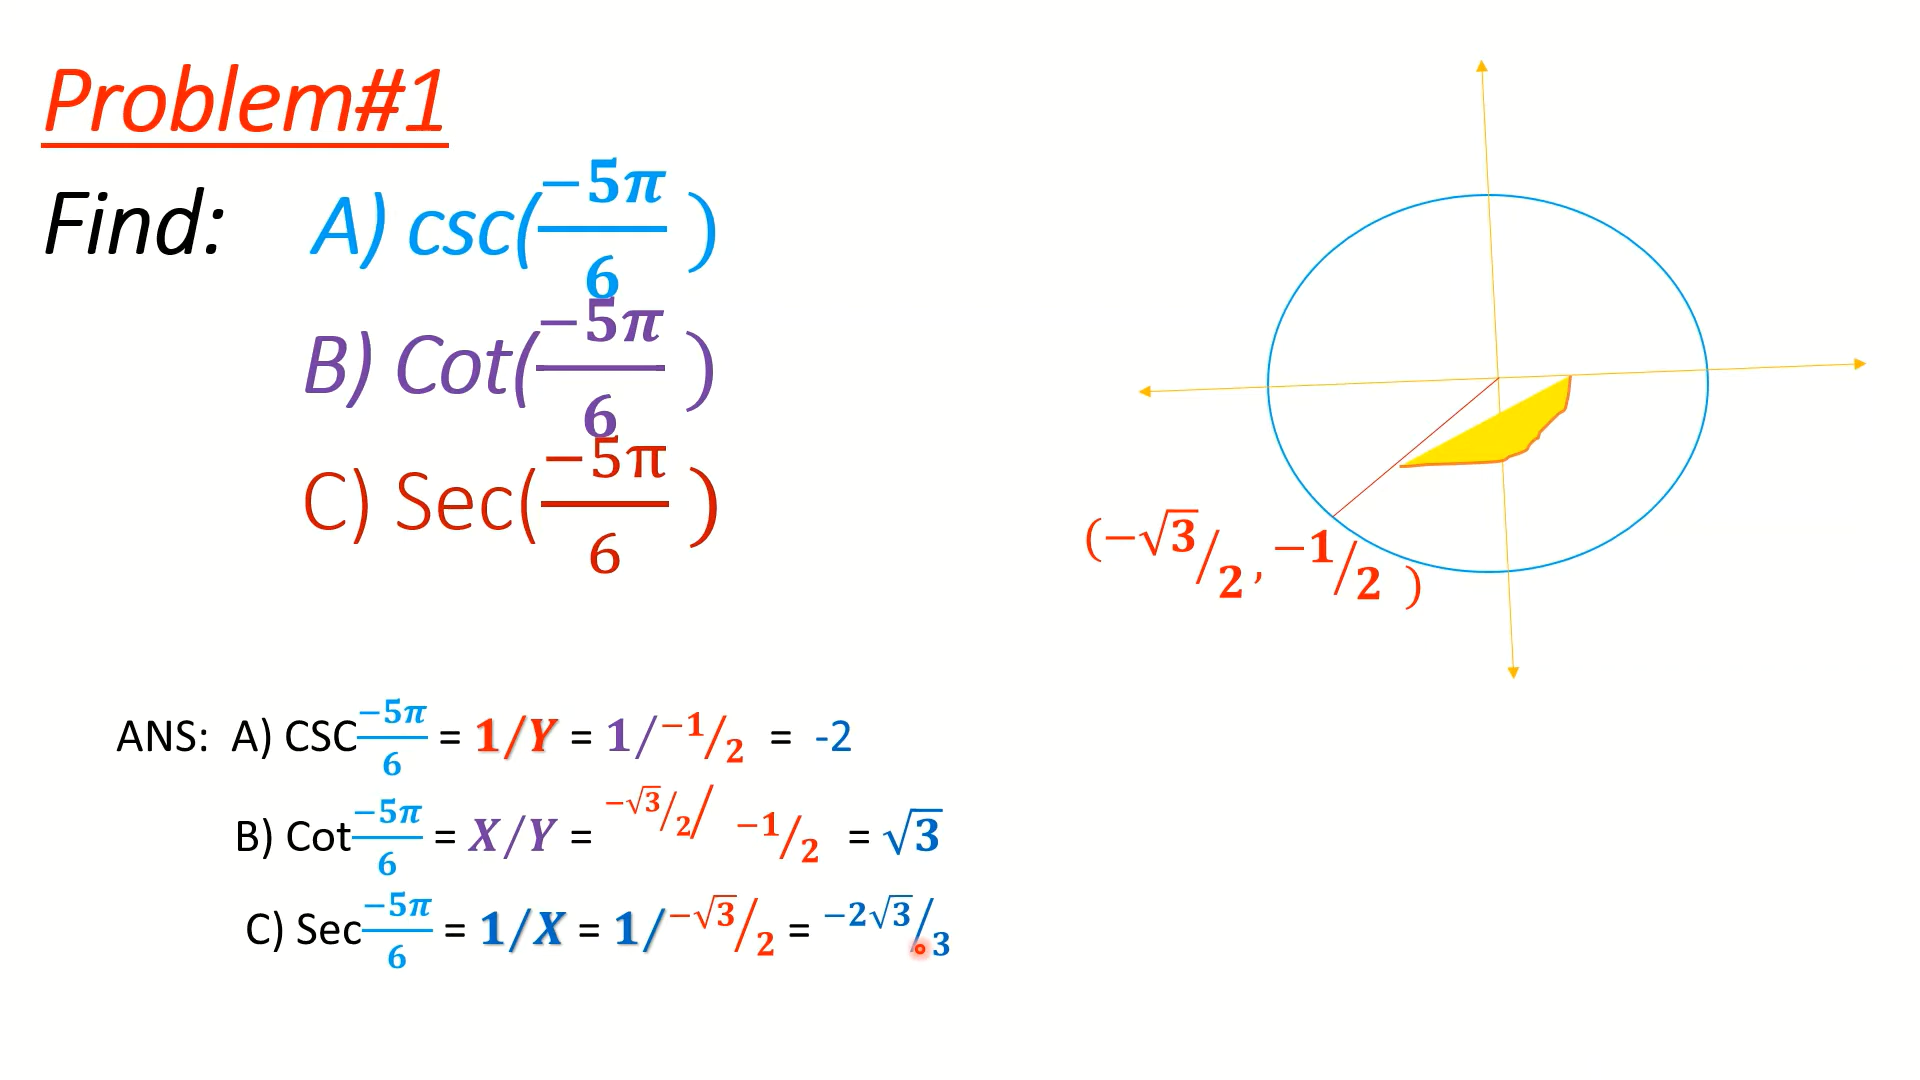 Problem#1
Find: A) csc(−5π/6 )
B) Cot(−5π/6 )
C) Sec(−5π/6 )
(−√3/2, −1/2 )
ANS: A) CSC −5π/6 = 1/Y = 1/−1/2 = -2
B) Cot −5π/6 = X/Y = −√3/2/ −1/2 = √3
C) Sec −5π/6 = 1/X = 1/−√3/2 = −2√3/3